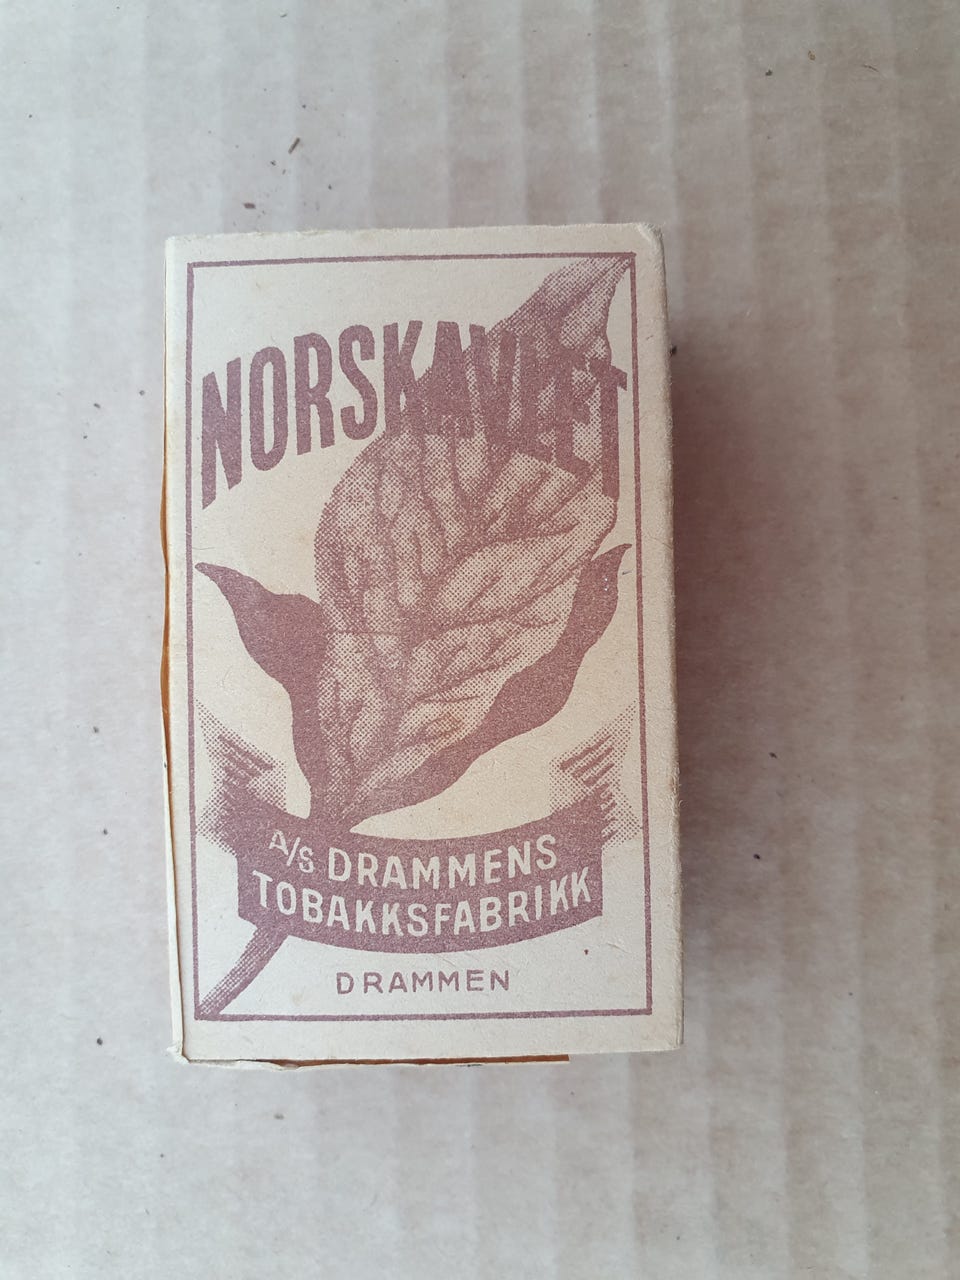 NORSKAVLET
A/S DRAMMENS
TOBAKKSFABRIKK
DRAMMEN